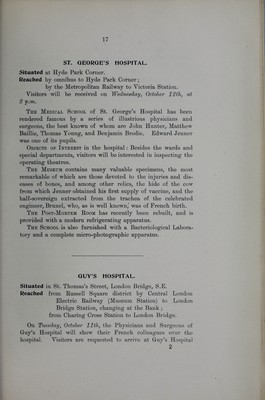 17
ST. GEORGE'S HOSPITAL.
Situated at Hyde Park Corner.
Reached by omnibus to Hyde Park Corner;
by the Metropolitan Railway to Victoria Station.
Visitors will be received on Wednesday, October 12th, at
2 p.m.
The Medical School of St. George's Hospital has been
rendered famous by a series of illustrious physicians and
surgeons, the best known of whom are John Hunter, Matthew
Baillie, Thomas Young, and Benjamin Brodie. Edward Jenner
was one of its pupils.
Objects of Interest in the hospital: Besides the wards and
special departments, visitors will be interested in inspecting the
operating theatres.
The Museum contains many valuable specimens, the most
remarkable of which are those devoted to the injuries and dis-
eases of bones, and among other relics, the hide of the cow
from which Jenner obtained his first supply of vaccine, and the
half-sovereign extracted from the trachea of the celebrated
engineer, Brunel, who, as is well known, was of French birth.
The Post-Mortem Room has recently been rebuilt, and is
provided with a modern refrigerating apparatus.
The School is also furnished with a Bacteriological Labora-
tory and a complete micro-photographic apparatus.
GUY'S HOSPITAL.
Situated in St. Thomas's Street, London Bridge, S.E.
Reached from Russell Square district by Central London
Electric Railway (Museum Station) to London
Bridge Station, changing at the Bank;
from Charing Cross Station to London Bridge.
On Tuesday, October 11th, the Physicians and Surgeons of
Guy's Hospital will show their French colleagues over the
hospital. Visitors are requested to arrive at Guy's Hospital
2